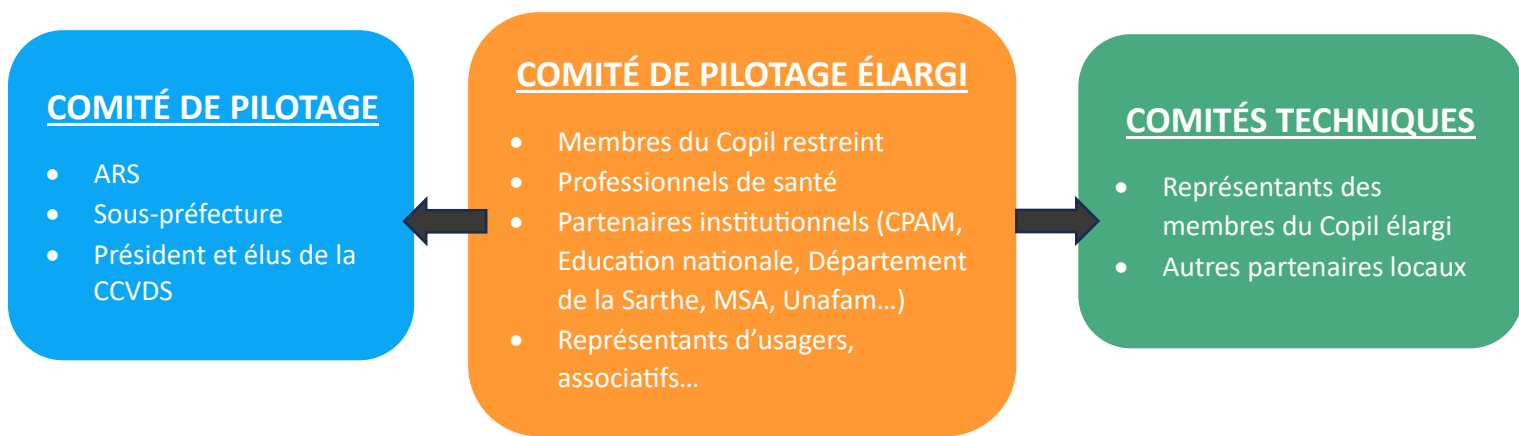 COMITÉ DE PILOTAGE
• ARS
• Sous-préfecture
• Président et élus de la
CCVDS
COMITÉ DE PILOTAGE ÉLARGI
• Membres du Copil restreint
• Professionnels de santé
• Partenaires institutionnels (CPAM,
Education nationale, Département
de la Sarthe, MSA, Unafam…)
• Représentants d’usagers,
associatifs…
COMITÉS TECHNIQUES
• Représentants des
membres du Copil élargi
• Autres partenaires locaux